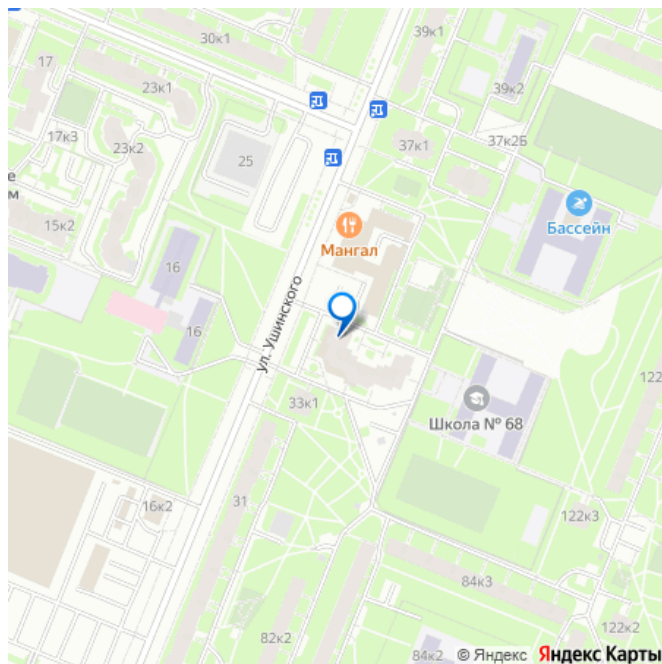 30к1
39к1
17
23к1
39к2
17к3
23к2
25
37к1
37к2Б
е
м
15к2
Мангал
Бассейн
16
ул. Ушинского
16
122
33к1
Школа № 68
16к2
31
122к3
84к3
82к2
122к2
84к2
© Яндекс Яндекс Карты